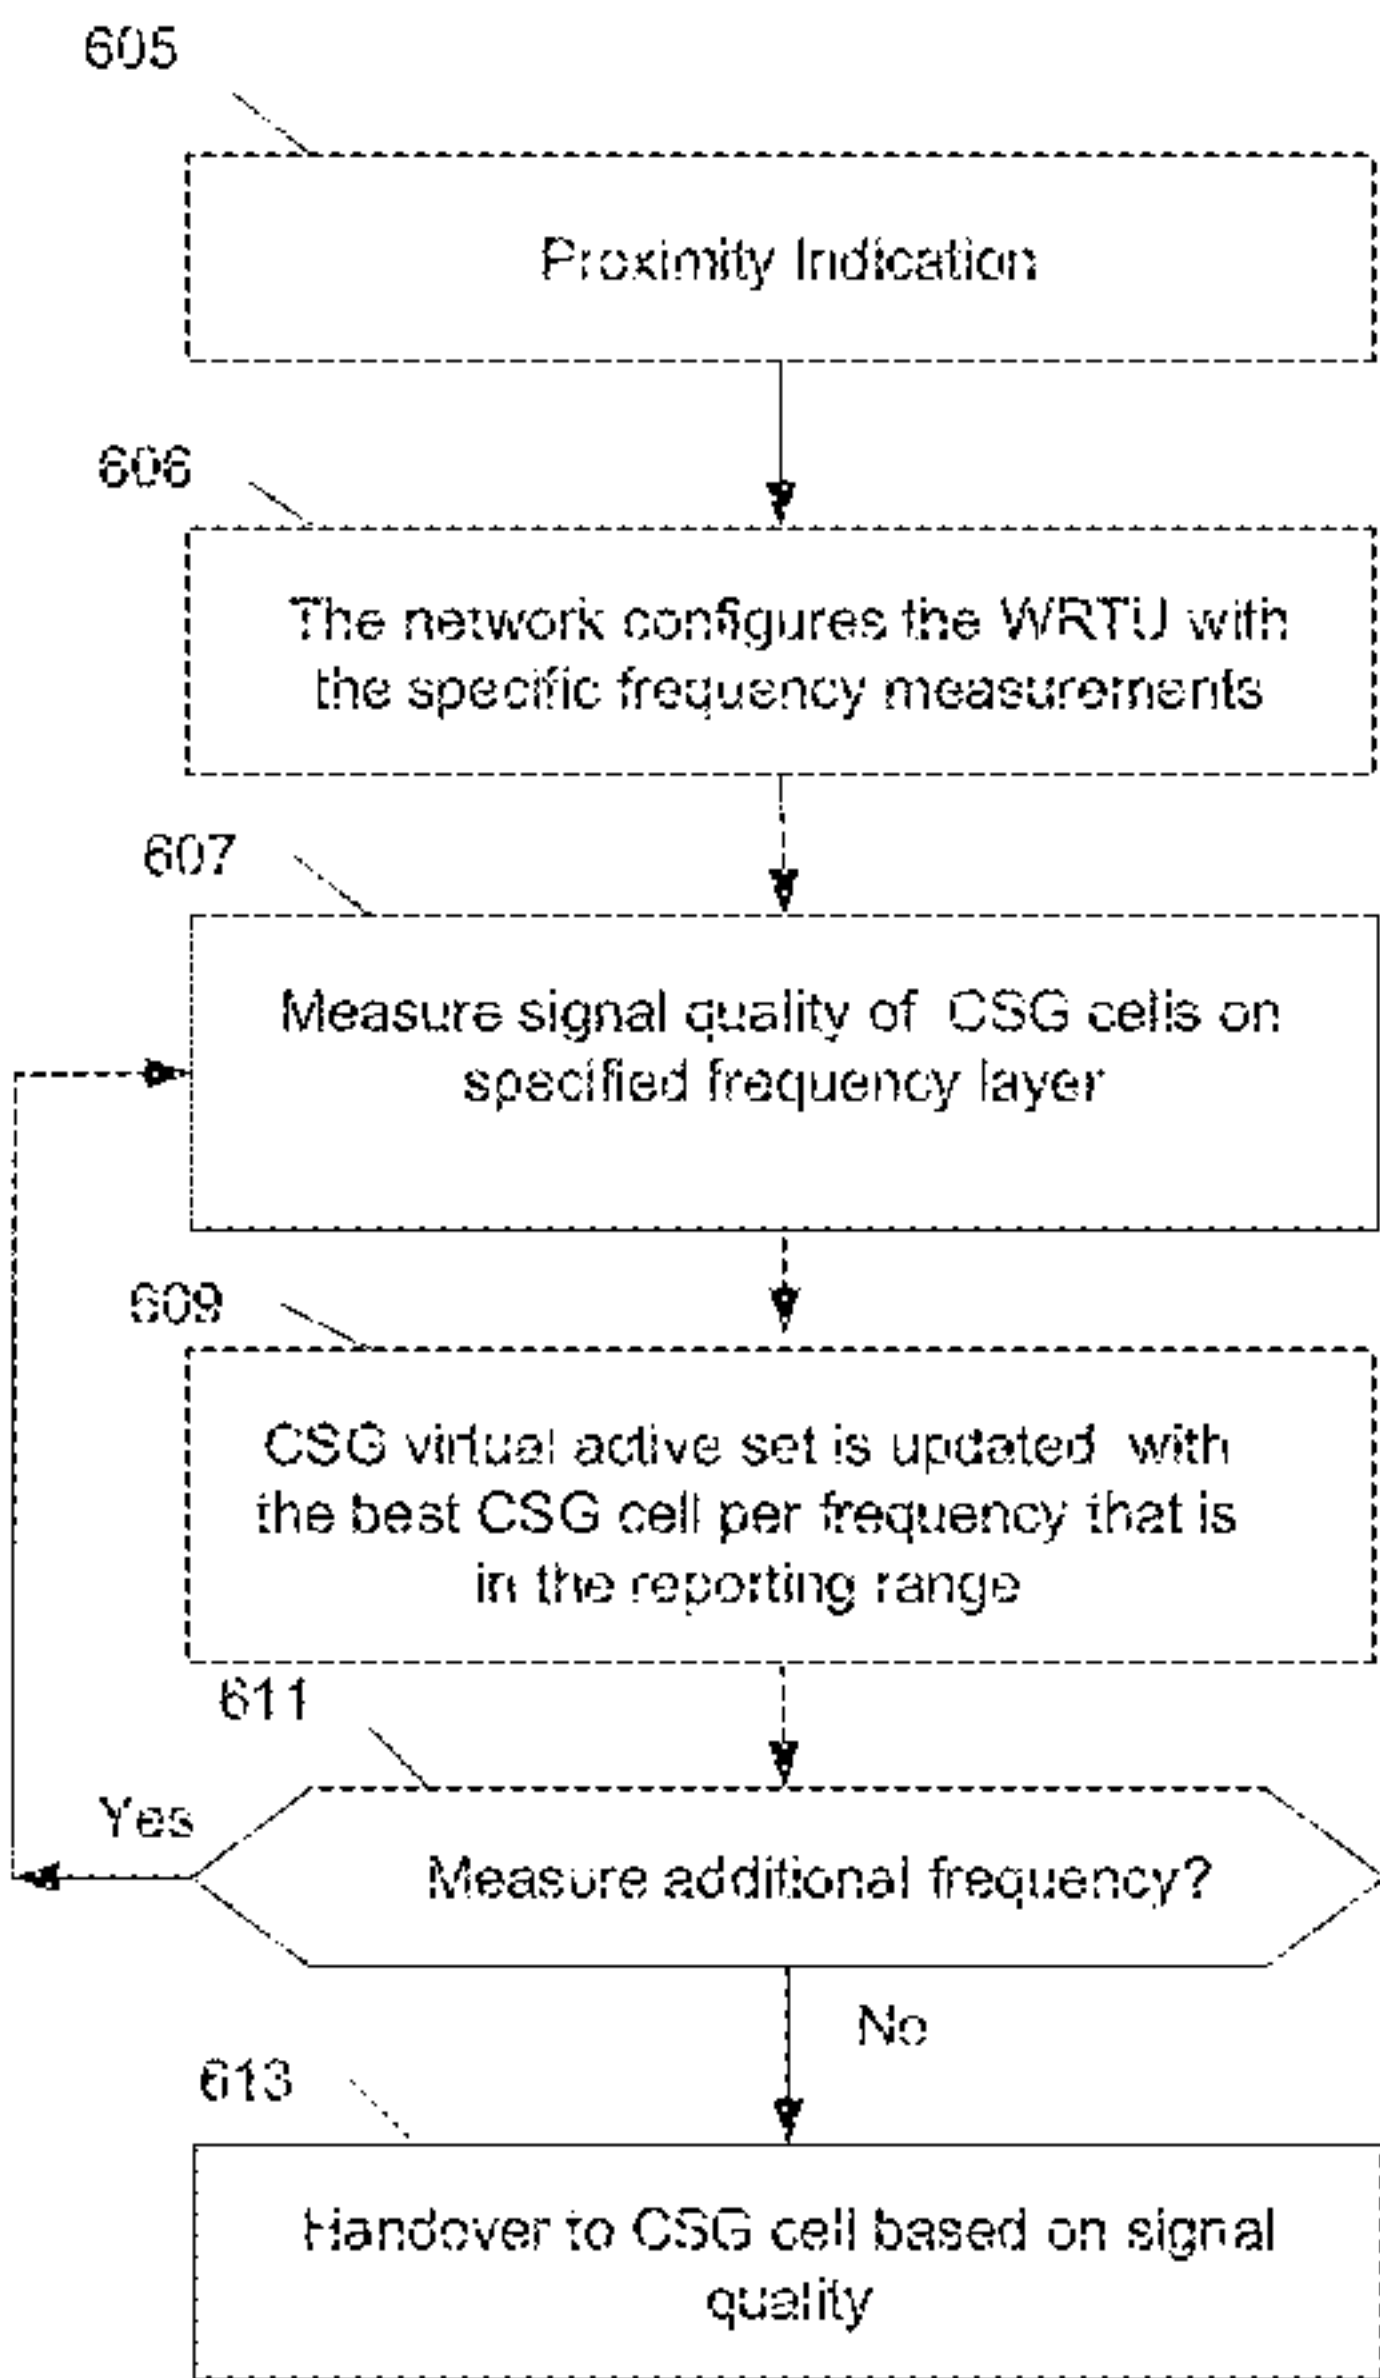 605
Proximity Indication
606
The network configures the WRTU with
the specific frequency measurements
607
Measure signal quality of CSG cells on
specified frequency layer
609
CSG virtual active set is updated with
the best CSG cell per frequency that is
in the reporting range
611
Yes
Measure additional frequency?
No
613
Handover to CSG cell based on signal
quality